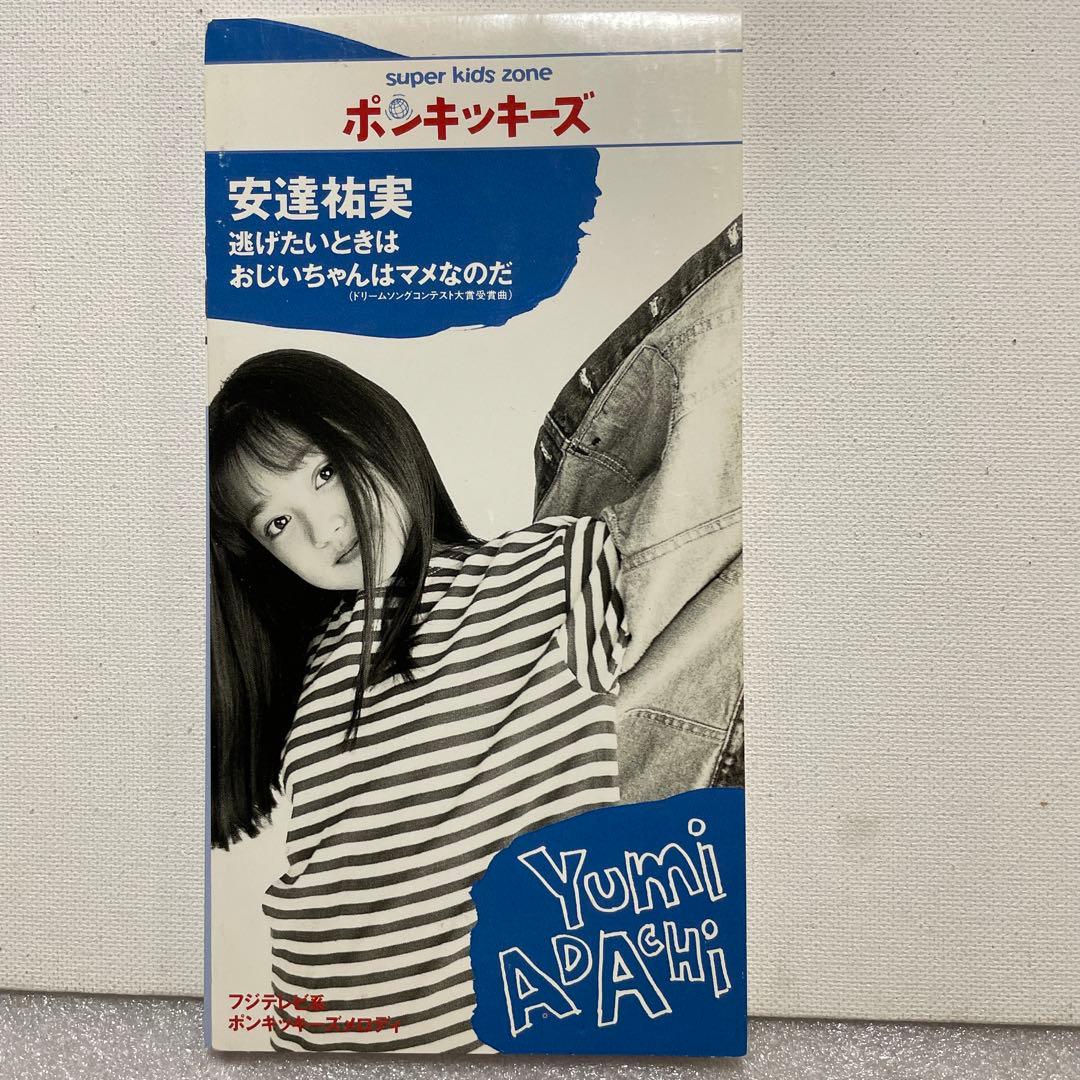 super kids zone
ポンキッキーズ
安達祐実
逃げたいときは
おじいちゃんはマメなのだ
(ドリームソングコンテスト大賞受賞曲)
YUMi
ADACHi
フジテレビ系
ポンキッキーズメロディ